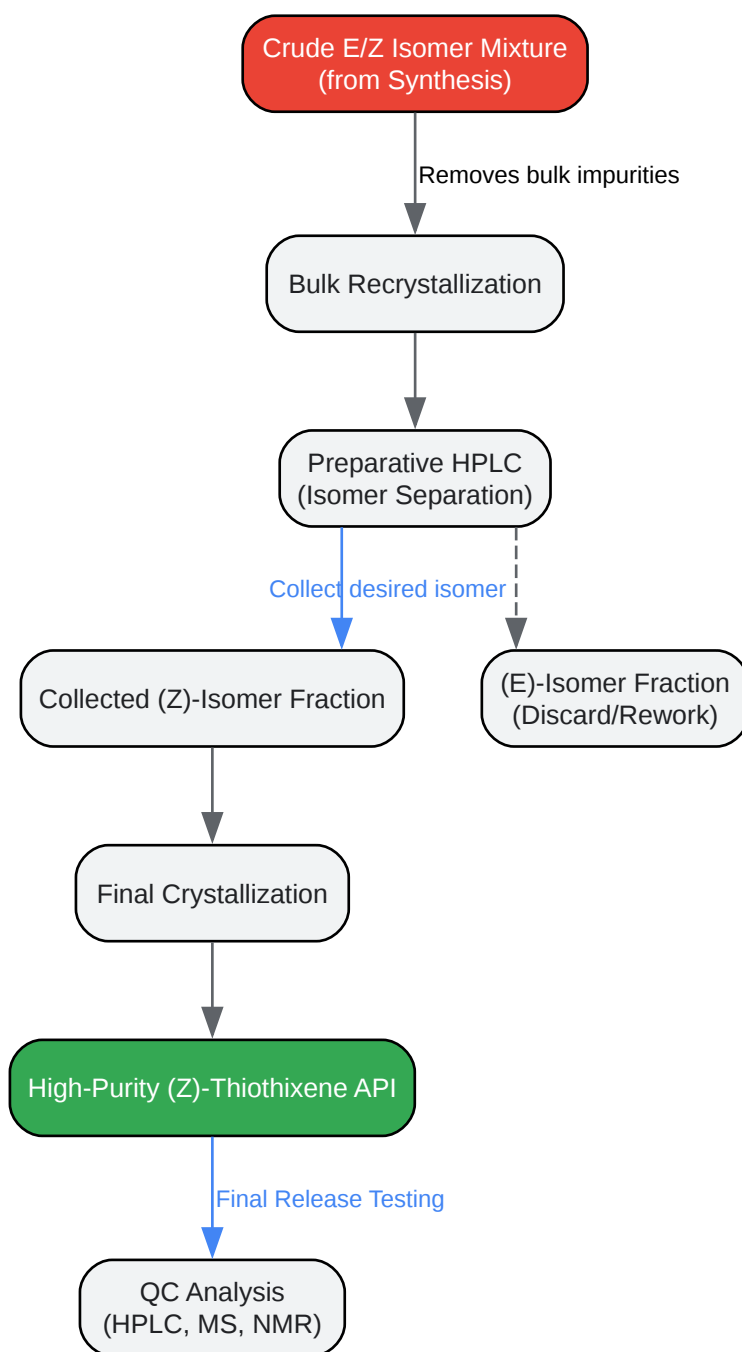 Crude E/Z Isomer Mixture
(from Synthesis)
Removes bulk impurities
Bulk Recrystallization
Preparative HPLC
(Isomer Separation)
Collect desired isomer
Collected (Z)-Isomer Fraction
(E)-Isomer Fraction
(Discard/Rework)
Final Crystallization
High-Purity (Z)-Thiothixene API
Final Release Testing
QC Analysis
(HPLC, MS, NMR)